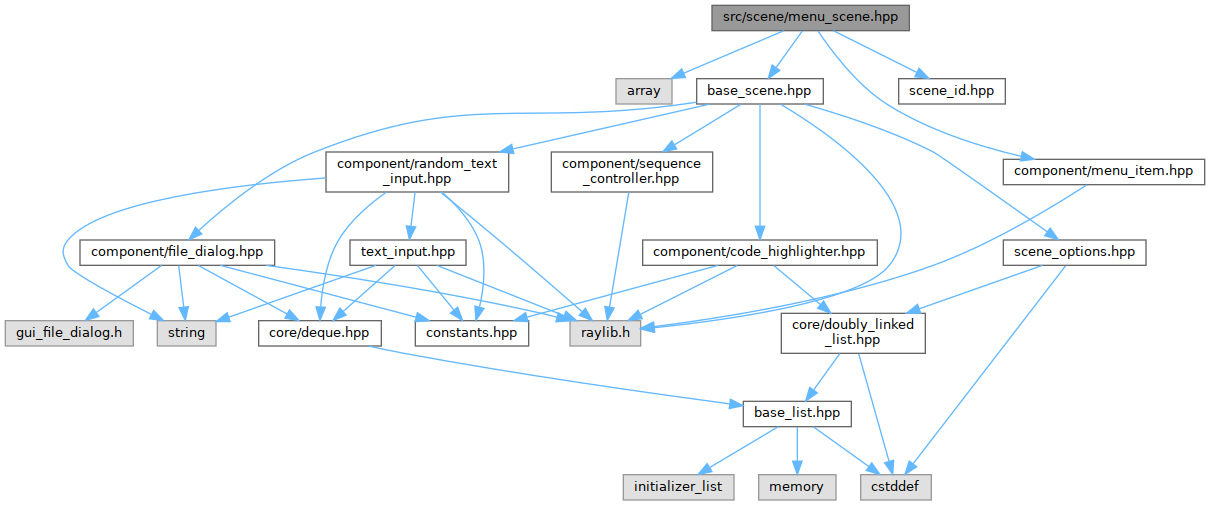 src/scene/menu_scene.hpp
array
base_scene.hpp
scene_id.hpp
component/random_text
_input.hpp
component/sequence
_controller.hpp
component/menu_item.hpp
component/file_dialog.hpp
text_input.hpp
component/code_highlighter.hpp
scene_options.hpp
gui_file_dialog.h
string
core/deque.hpp
constants.hpp
raylib.h
core/doubly_linked
_list.hpp
base_list.hpp
initializer_list
memory
cstddef